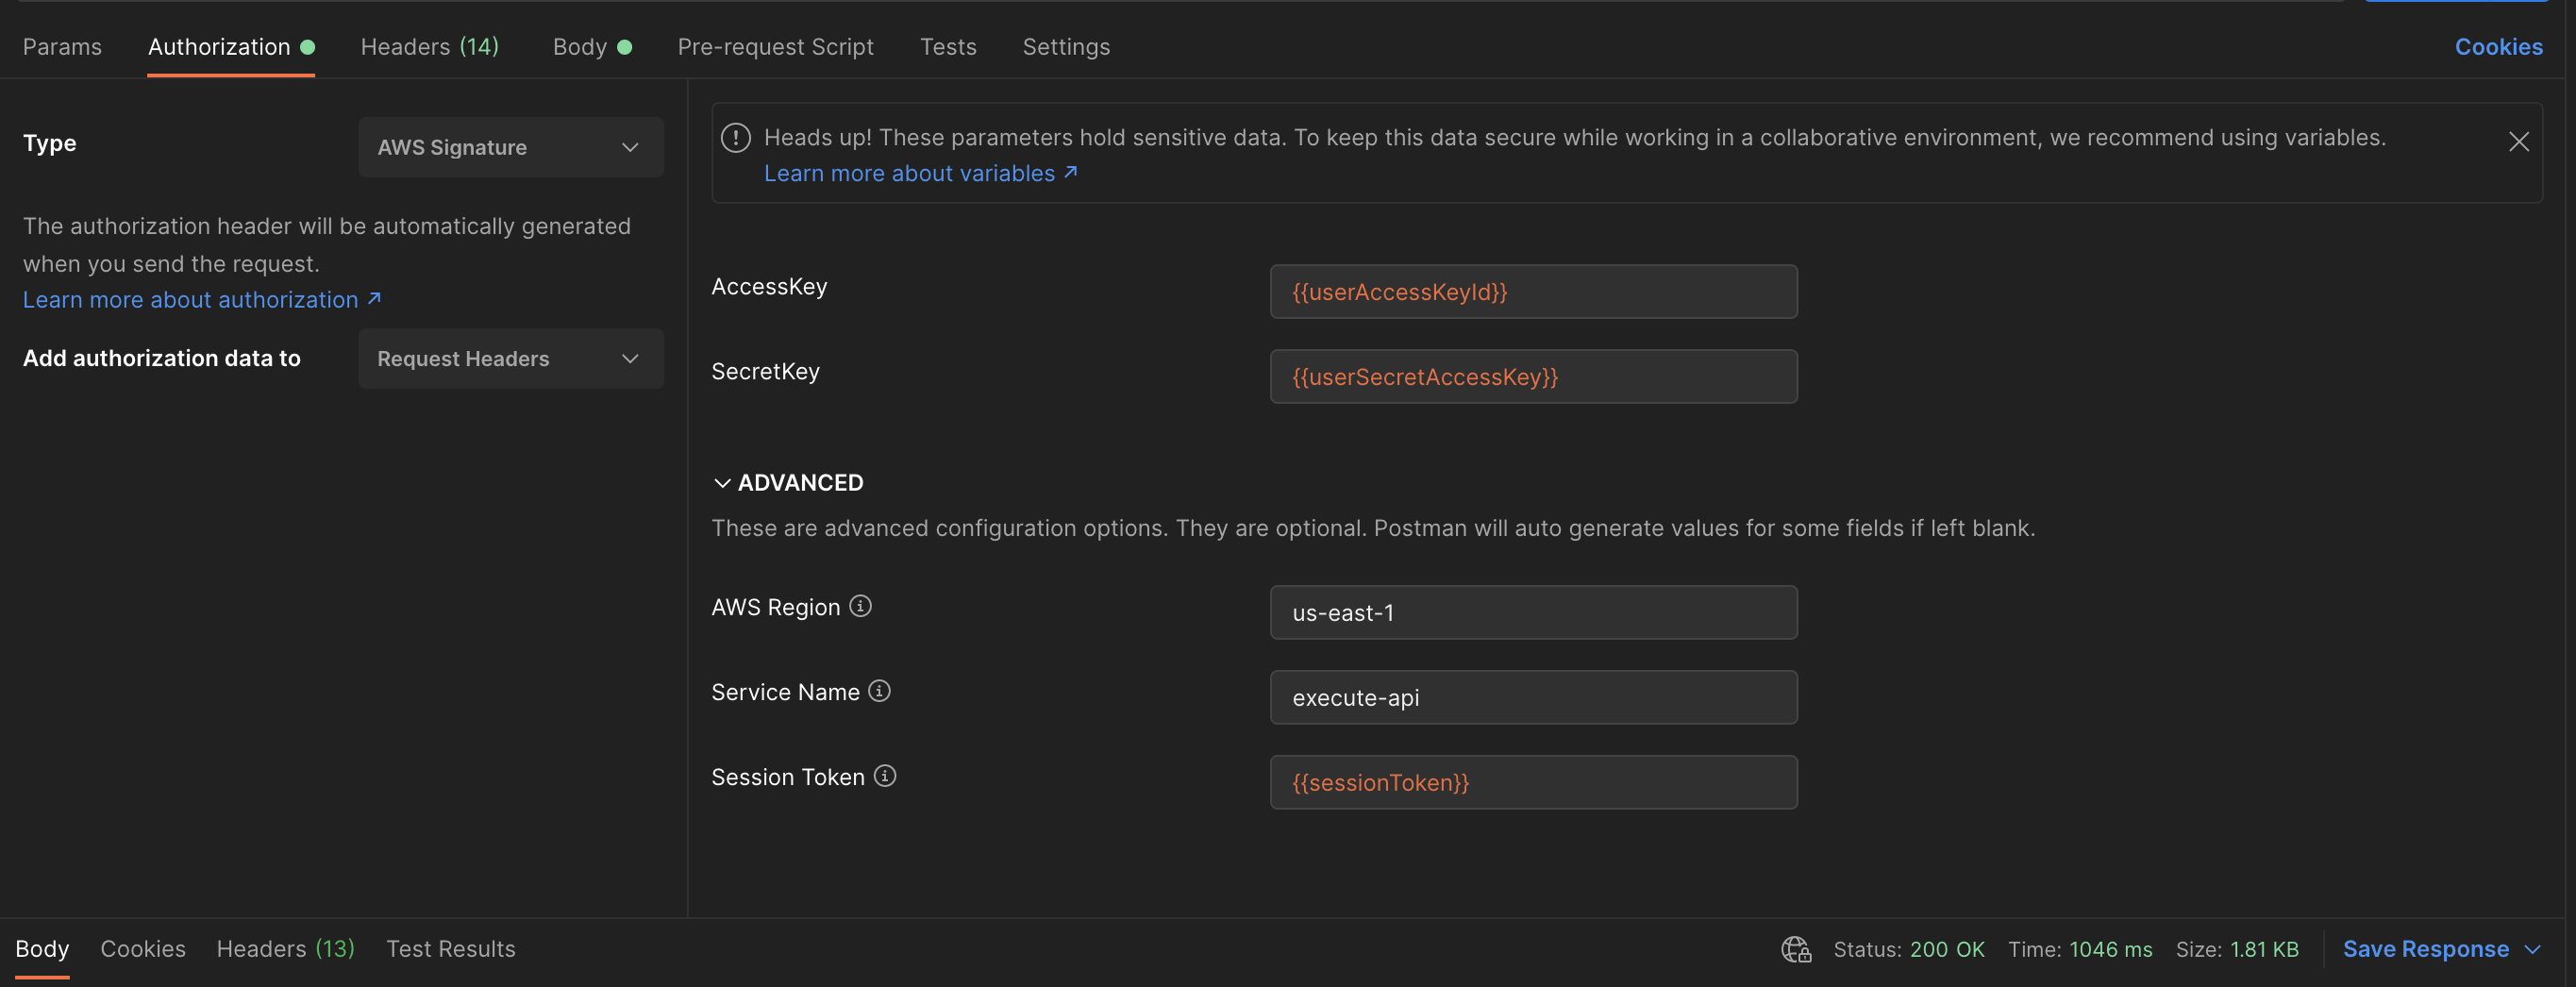 Params Authorization Headers (14) Body Pre-request Script Tests Settings Cookies
Type AWS Signature
The authorization header will be automatically generated
when you send the request.
Learn more about authorization ↗
Add authorization data to Request Headers
Heads up! These parameters hold sensitive data. To keep this data secure while working in a collaborative environment, we recommend using variables.
Learn more about variables ↗
AccessKey {{userAccessKeyId}}
SecretKey {{userSecretAccessKey}}
ADVANCED
These are advanced configuration options. They are optional. Postman will auto generate values for some fields if left blank.
AWS Region us-east-1
Service Name execute-api
Session Token {{sessionToken}}
Body Cookies Headers (13) Test Results Status: 200 OK Time: 1046 ms Size: 1.81 KB Save Response